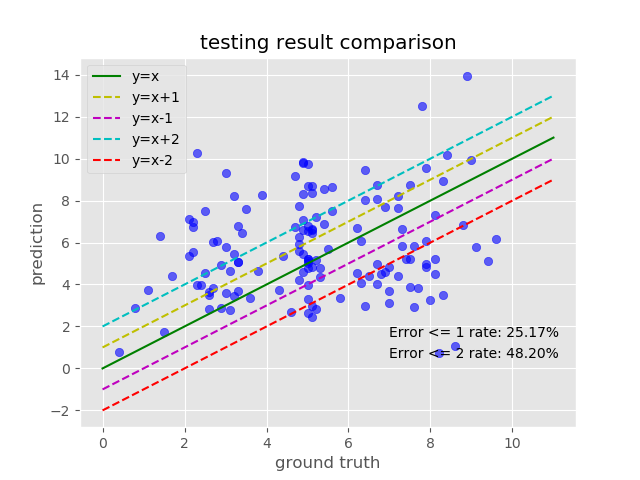 testing result comparison
y=x
y=x+1
y=x-1
y=x+2
y=x-2
14
12
10
8
6
4
2
0
−2
prediction
Error <= 1 rate: 25.17%
Error <= 2 rate: 48.20%
0 2 4 6 8 10
ground truth